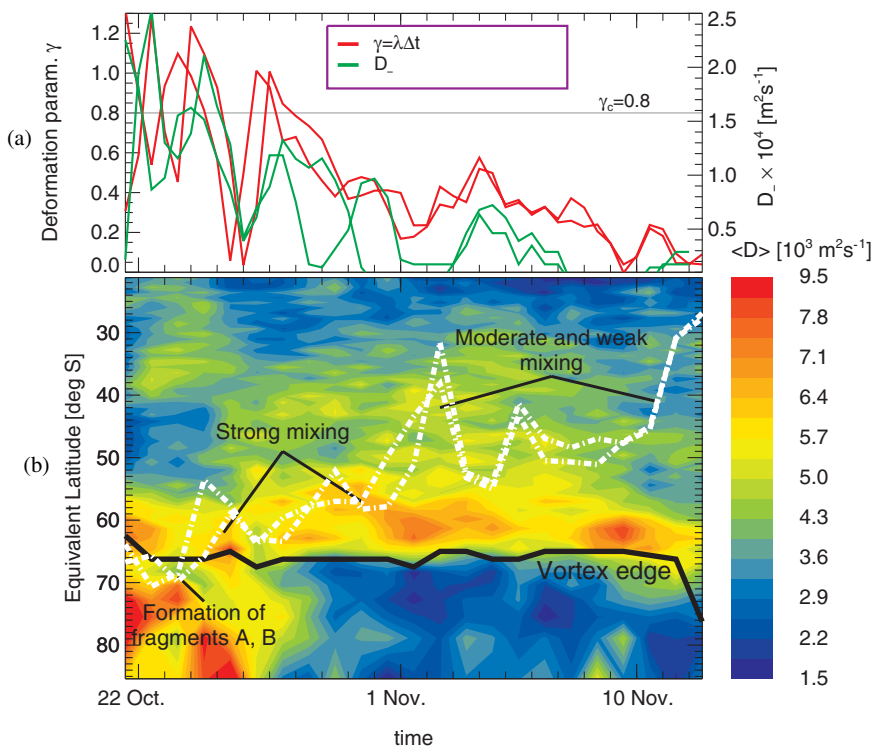 (a)
Deformation param. γ
1.2
1.0
0.8
0.6
0.4
0.2
0.0
γ=λΔt
D_
γc=0.8
2.5
2.0
1.5
1.0
0.5
D_ × 10⁴ [m²s⁻¹]
<D> [10³ m²s⁻¹]
(b)
Equivalent Latitude [deg S]
30
40
50
60
70
80
Moderate and weak
mixing
Strong mixing
Vortex edge
Formation of
fragments A, B
9.5
7.8
7.1
6.4
5.7
5.0
4.3
3.6
2.9
2.2
1.5
22 Oct.
1 Nov.
10 Nov.
time